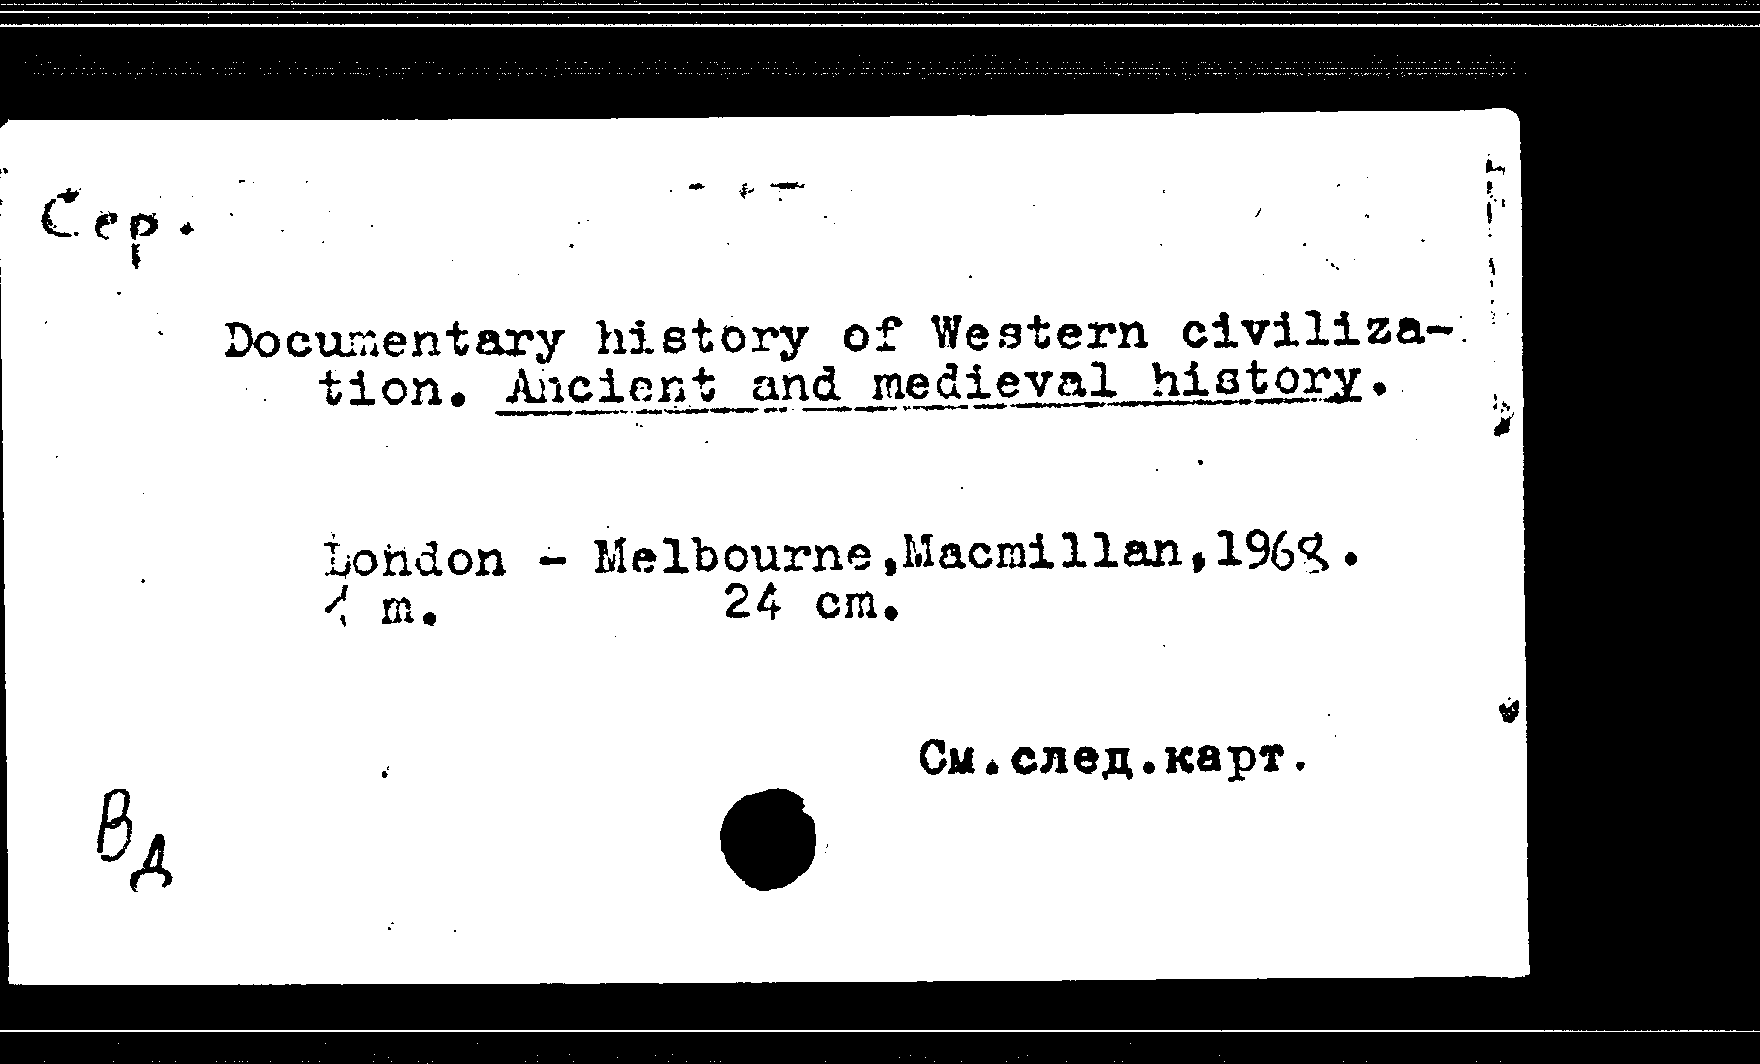 Сер.
Documentary history of Western civiliza-
tion. Ancient and medieval history.
London - Melbourne,Macmillan,1968.
1 m. 24 cm.
См.след.карт.
Вд